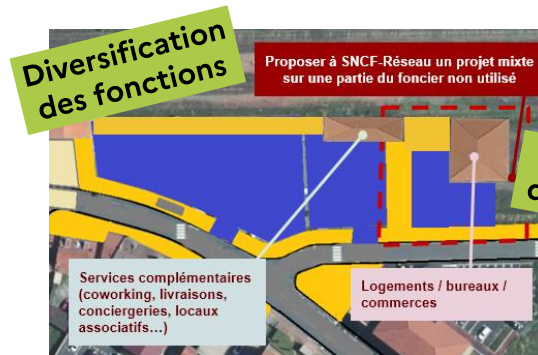 Diversification
des fonctions
Proposer à SNCF-Réseau un projet mixte
sur une partie du foncier non utilisé
Services complémentaires
(coworking, livraisons,
conciergeries, locaux
associatifs…)
Logements / bureaux /
commerces